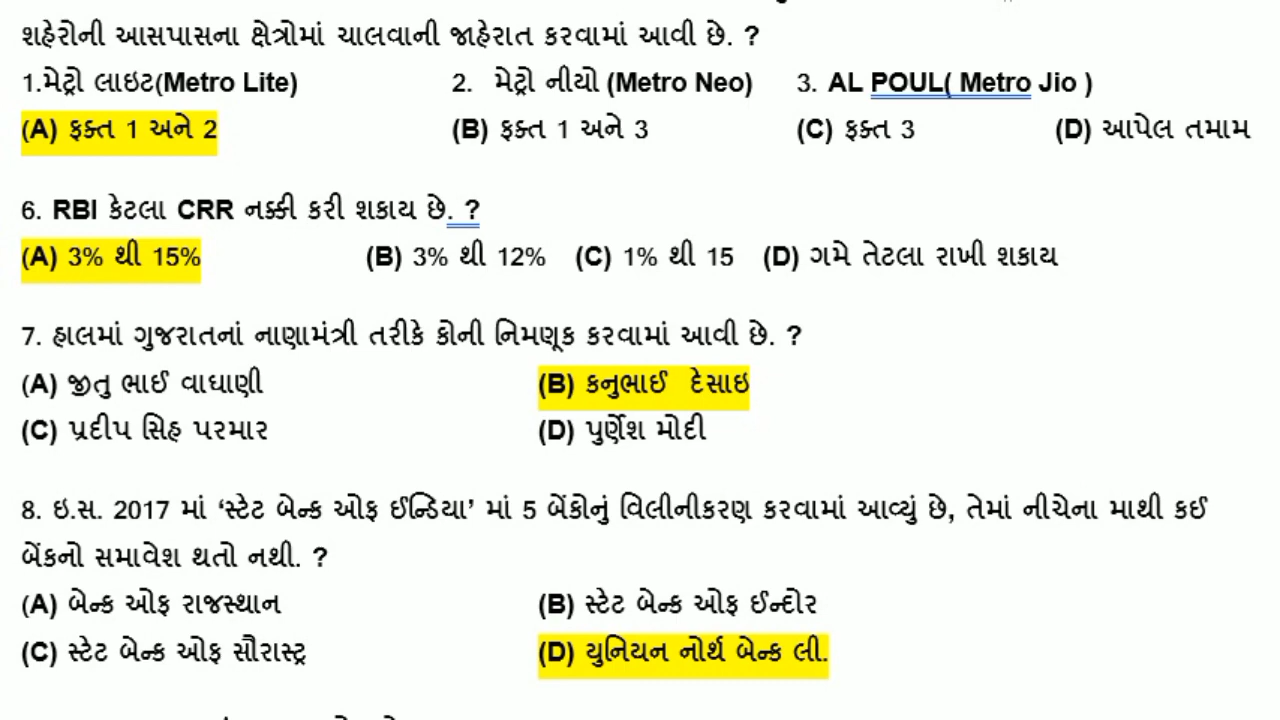 શહેરોની આસપાસના ક્ષેત્રોમાં ચાલવાની જાહેરાત કરવામાં આવી છે. ?
1.મેટ્રો લાઇટ(Metro Lite) 2. મેટ્રો નીયો (Metro Neo) 3. AL POUL( Metro Jio )
(A) ફક્ત 1 અને 2 (B) ફક્ત 1 અને 3 (C) ફક્ત 3 (D) આપેલ તમામ
6. RBI કેટલા CRR નક્કી કરી શકાય છે. ?
(A) 3% થી 15% (B) 3% થી 12% (C) 1% થી 15 (D) ગમે તેટલા રાખી શકાય
7. હાલમાં ગુજરાતનાં નાણામંત્રી તરીકે કોની નિમણૂક કરવામાં આવી છે. ?
(A) જીતુ ભાઈ વાઘાણી (B) કનુભાઈ દેસાઇ
(C) પ્રદીપ સિહ પરમાર (D) પુર્ણેશ મોદી
8. ઇ.સ. 2017 માં ‘સ્ટેટ બેન્ક ઓફ ઈન્ડિયા’ માં 5 બેંકોનું વિલીનીકરણ કરવામાં આવ્યું છે, તેમાં નીચેના માથી કઈ
બેંકનો સમાવેશ થતો નથી. ?
(A) બેન્ક ઓફ રાજસ્થાન (B) સ્ટેટ બેન્ક ઓફ ઈન્દોર
(C) સ્ટેટ બેન્ક ઓફ સૌરાસ્ટ્ર (D) યુનિયન નોર્થ બેન્ક લી.